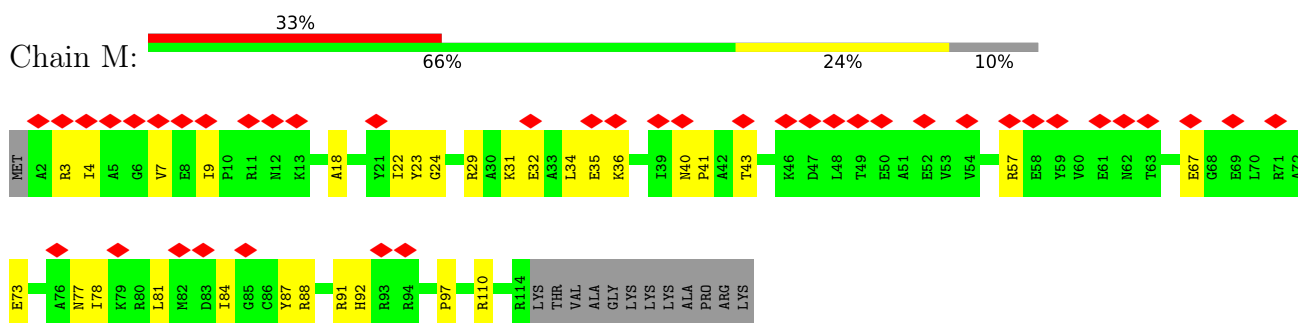 33%
Chain M:
66% 24% 10%
MET A2 R3 I4 A5 G6 V7 E8 I9 P10 R11 N12 K13 A18 Y21 I22 Y23 G24 R29 A30 K31 E32 A33 L34 E35 K36 I39 N40 P41 A42 T43 K46 D47 L48 T49 E50 A51 E52 V53 V54 R57 E58 Y59 V60 E61 N62 T63 E67 G68 E69 L70 R71 A72
E73 A76 N77 I78 K79 R80 L81 M82 D83 I84 G85 C86 Y87 R88 R91 H92 R93 R94 P97 R110 R114 LYS THR VAL ALA GLY LYS LYS LYS ALA PRO ARG LYS